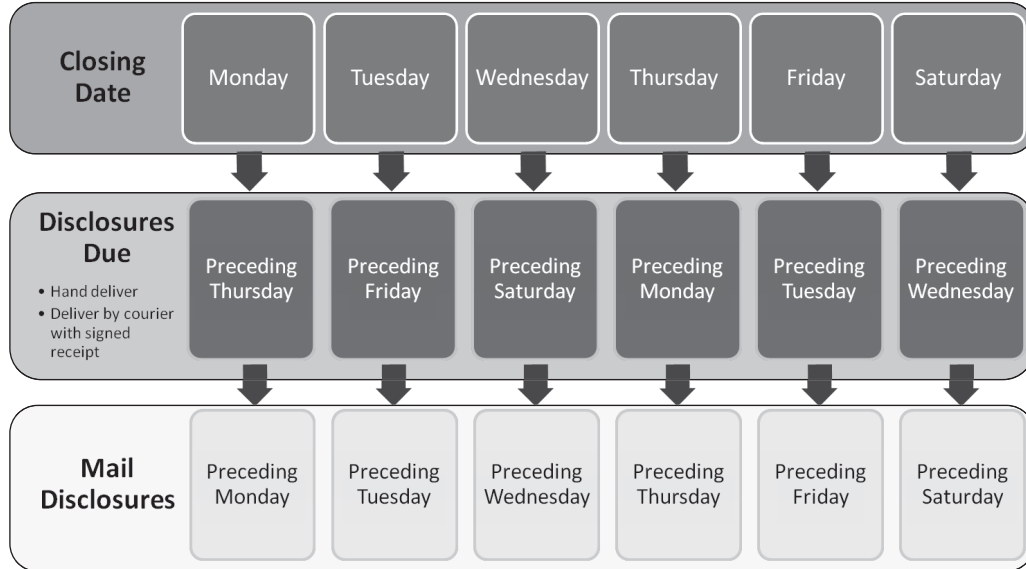 Closing
Date
Monday
Tuesday
Wednesday
Thursday
Friday
Saturday
Disclosures
Due
• Hand deliver
• Deliver by courier
with signed
receipt
Preceding
Thursday
Preceding
Friday
Preceding
Saturday
Preceding
Monday
Preceding
Tuesday
Preceding
Wednesday
Mail
Disclosures
Preceding
Monday
Preceding
Tuesday
Preceding
Wednesday
Preceding
Thursday
Preceding
Friday
Preceding
Saturday